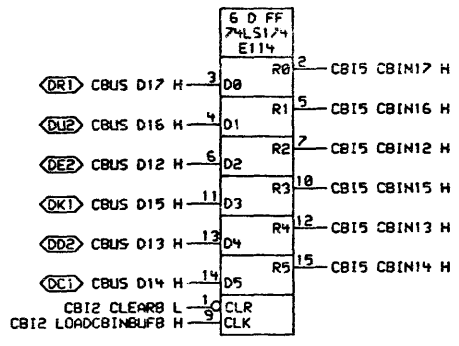 6 D FF
74LS174
E114
R0 2 CBI5 CBIN17 H
DR1 CBUS D17 H 3 D0
R1 5 CBI5 CBIN16 H
DU2 CBUS D16 H 4 D1
R2 7 CBI5 CBIN12 H
DE2 CBUS D12 H 6 D2
R3 10 CBI5 CBIN15 H
DK1 CBUS D15 H 11 D3
R4 12 CBI5 CBIN13 H
DD2 CBUS D13 H 13 D4
R5 15 CBI5 CBIN14 H
DC1 CBUS D14 H 14 D5
CBI2 CLEARB L 1 CLR
CBI2 LOADCBINBUFB H 9 CLK